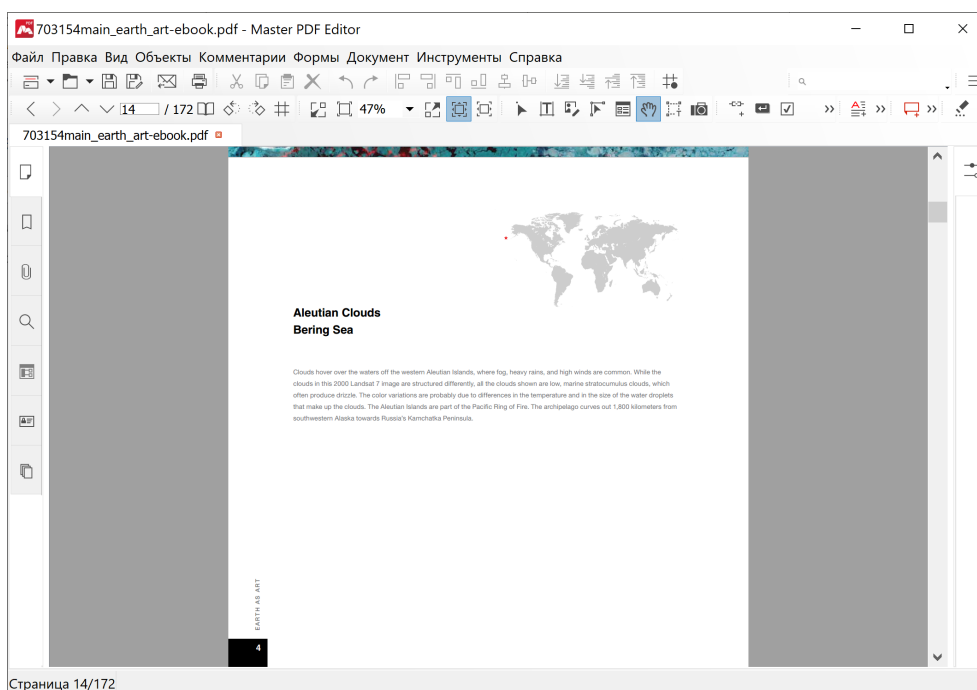 703154main_earth_art-ebook.pdf - Master PDF Editor
Файл Правка Вид Объекты Комментарии Формы Документ Инструменты Справка
14 / 172 47%
703154main_earth_art-ebook.pdf
Aleutian Clouds
Bering Sea
Clouds hover over the waters off the western Aleutian Islands, where fog, heavy rains, and high winds are common. While the
clouds in this 2000 Landsat 7 image are structured differently, all the clouds shown are low, marine stratocumulus clouds, which
often produce drizzle. The color variations are probably due to differences in the temperature and in the size of the water droplets
that make up the clouds. The Aleutian Islands are part of the Pacific Ring of Fire. The archipelago curves out 1,800 kilometers from
southwestern Alaska towards Russia's Kamchatka Peninsula.
EARTH AS ART
4
Страница 14/172